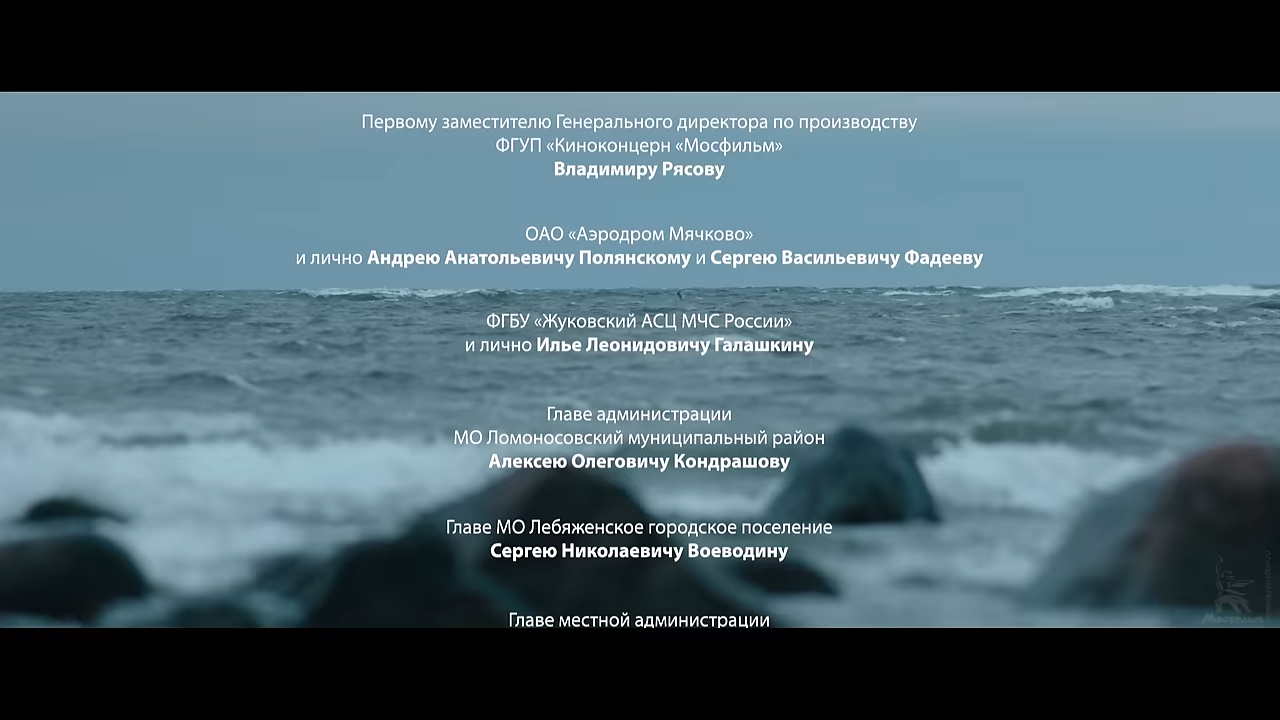 Первому заместителю Генерального директора по производству
ФГУП «Киноконцерн «Мосфильм»
Владимиру Рясову
ОАО «Аэродром Мячково»
и лично Андрею Анатольевичу Полянскому и Сергею Васильевичу Фадееву
ФГБУ «Жуковский АСЦ МЧС России»
и лично Илье Леонидовичу Галашкину
Главе администрации
МО Ломоносовский муниципальный район
Алексею Олеговичу Кондрашову
Главе МО Лебяженское городское поселение
Сергею Николаевичу Воеводину
Главе местной администрации
Мосфильм